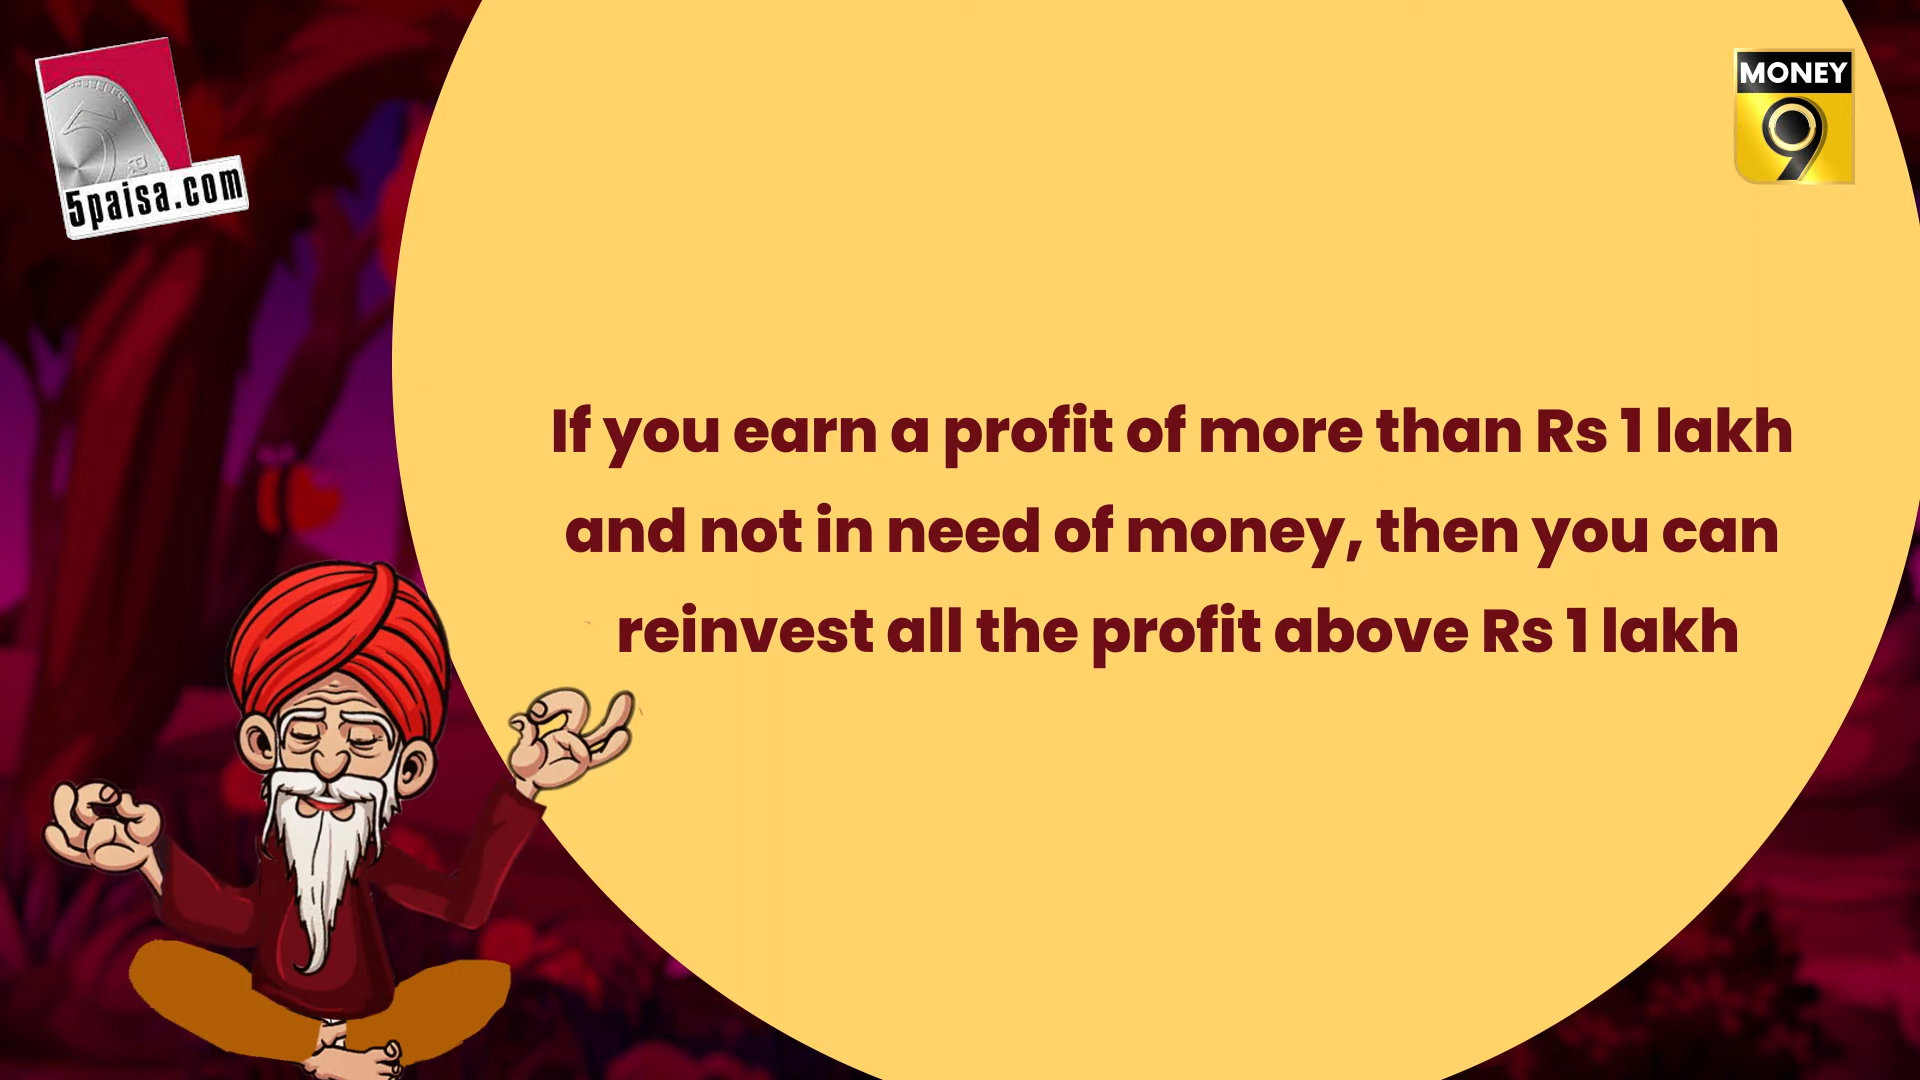 5paisa.com
MONEY
9
If you earn a profit of more than Rs 1 lakh
and not in need of money, then you can
reinvest all the profit above Rs 1 lakh